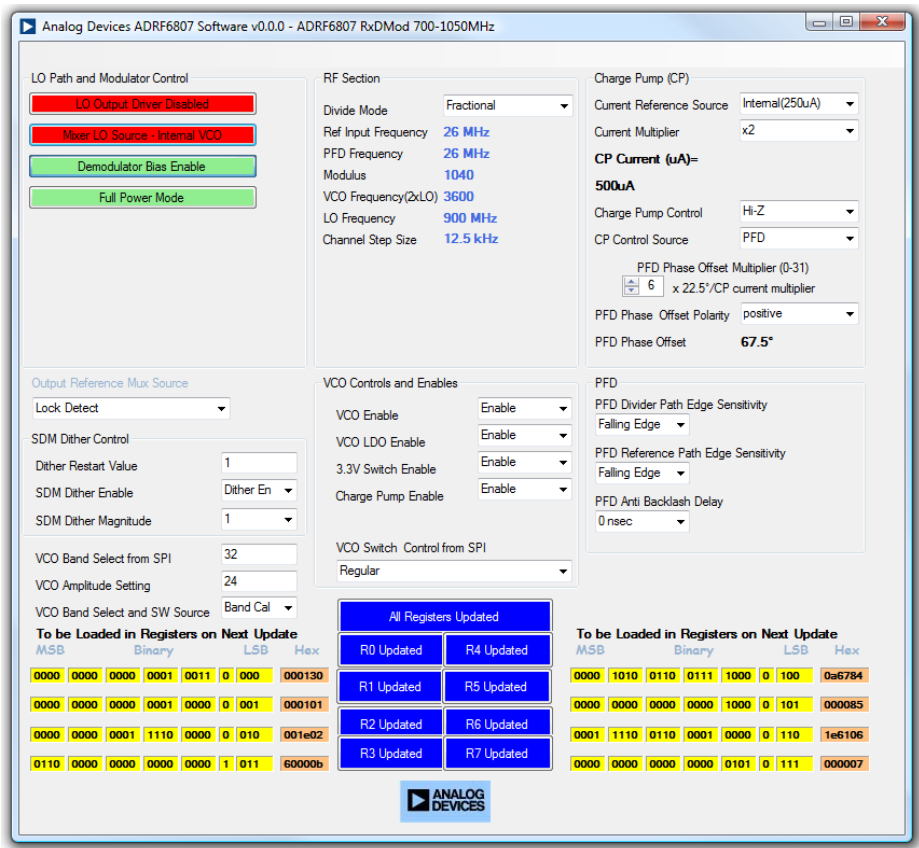 Analog Devices ADRF6807 Software v0.0.0 - ADRF6807 RxDMod 700-1050MHz
LO Path and Modulator Control
LO Output Driver Disabled
Mixer LO Source - Internal VCO
Demodulator Bias Enable
Full Power Mode
RF Section
Divide Mode Fractional
Ref Input Frequency 26 MHz
PFD Frequency 26 MHz
Modulus 1040
VCO Frequency(2xLO) 3600
LO Frequency 900 MHz
Channel Step Size 12.5 kHz
Charge Pump (CP)
Current Reference Source Internal(250uA)
Current Multiplier x2
CP Current (uA)=
500uA
Charge Pump Control Hi-Z
CP Control Source PFD
PFD Phase Offset Multiplier (0-31)
6 x 22.5°/CP current multiplier
PFD Phase Offset Polarity positive
PFD Phase Offset 67.5°
Output Reference Mux Source
Lock Detect
SDM Dither Control
Dither Restart Value 1
SDM Dither Enable Dither En
SDM Dither Magnitude 1
VCO Band Select from SPI 32
VCO Amplitude Setting 24
VCO Band Select and SW Source Band Cal
VCO Controls and Enables
VCO Enable Enable
VCO LDO Enable Enable
3.3V Switch Enable Enable
Charge Pump Enable Enable
VCO Switch Control from SPI
Regular
PFD
PFD Divider Path Edge Sensitivity
Falling Edge
PFD Reference Path Edge Sensitivity
Falling Edge
PFD Anti Backlash Delay
0 nsec
To be Loaded in Registers on Next Update
MSB Binary LSB Hex
0000 0000 0000 0001 0011 0 000 000130
0000 0000 0000 0001 0000 0 001 000101
0000 0000 0001 1110 0000 0 010 001e02
0110 0000 0000 0000 0000 1 011 60000b
All Registers Updated
R0 Updated R4 Updated
R1 Updated R5 Updated
R2 Updated R6 Updated
R3 Updated R7 Updated
To be Loaded in Registers on Next Update
MSB Binary LSB Hex
0000 1010 0110 0111 1000 0 100 0a6784
0000 0000 0000 0000 1000 0 101 000085
0001 1110 0110 0001 0000 0 110 1e6106
0000 0000 0000 0000 0101 0 111 000007
ANALOG
DEVICES